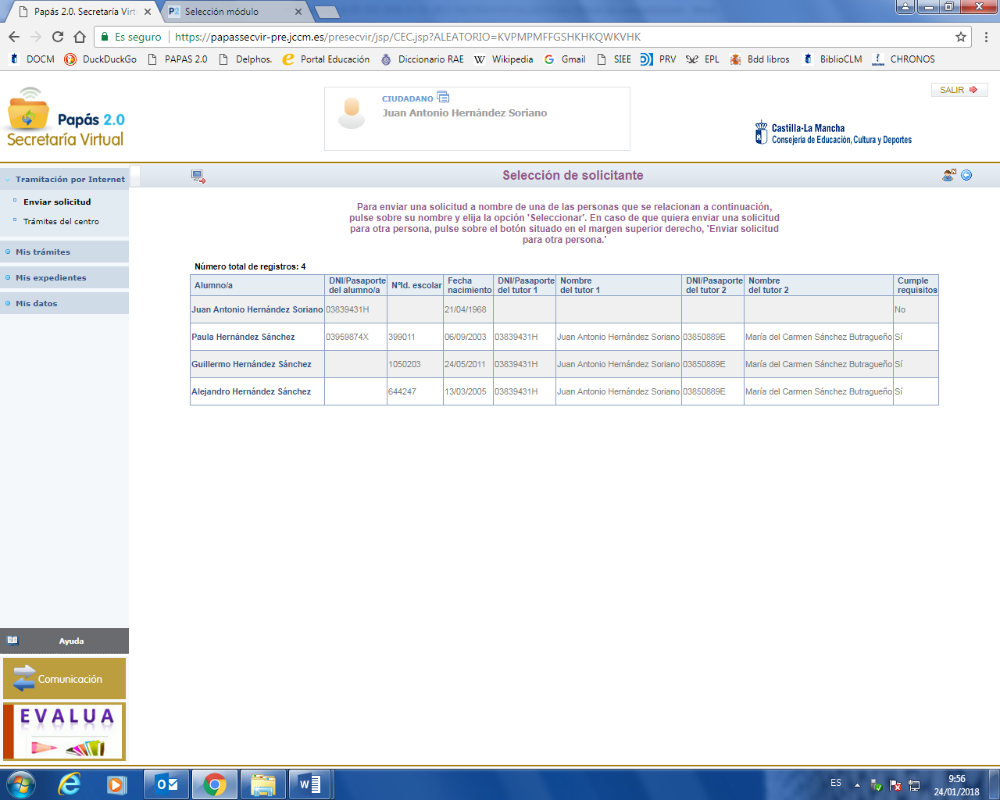 Papás 2.0. Secretaría Virt
Selección módulo
Es seguro
https://papassecvir-pre.jccm.es/presecvir/jsp/CEC.jsp?ALEATORIO=KVPMPMFFGSHKHKQWKVHK
DOCM DuckDuckGo PAPAS 2.0 Delphos. Portal Educación Diccionario RAE Wikipedia Gmail SIEE PRV EPL Bdd libros BiblioCLM CHRONOS
Papás 2.0
Secretaría Virtual
CIUDADANO
Juan Antonio Hernández Soriano
SALIR
Castilla-La Mancha
Consejería de Educación, Cultura y Deportes
Tramitación por Internet
Enviar solicitud
Trámites del centro
Mis trámites
Mis expedientes
Mis datos
Selección de solicitante
Para enviar una solicitud a nombre de una de las personas que se relacionan a continuación,
pulse sobre su nombre y elija la opción 'Seleccionar'. En caso de que quiera enviar una solicitud
para otra persona, pulse sobre el botón situado en el margen superior derecho, 'Enviar solicitud
para otra persona.'
Número total de registros: 4
Alumno/a DNI/Pasaporte del alumno/a NºId. escolar Fecha nacimiento DNI/Pasaporte del tutor 1 Nombre del tutor 1 DNI/Pasaporte del tutor 2 Nombre del tutor 2 Cumple requisitos
Juan Antonio Hernández Soriano 03839431H 21/04/1968 No
Paula Hernández Sánchez 03959874X 399011 06/09/2003 03839431H Juan Antonio Hernández Soriano 03850889E María del Carmen Sánchez Butragueño Sí
Guillermo Hernández Sánchez 1050203 24/05/2011 03839431H Juan Antonio Hernández Soriano 03850889E María del Carmen Sánchez Butragueño Sí
Alejandro Hernández Sánchez 644247 13/03/2005 03839431H Juan Antonio Hernández Soriano 03850889E María del Carmen Sánchez Butragueño Sí
Ayuda
Comunicación
EVALUA
ES
9:56
24/01/2018